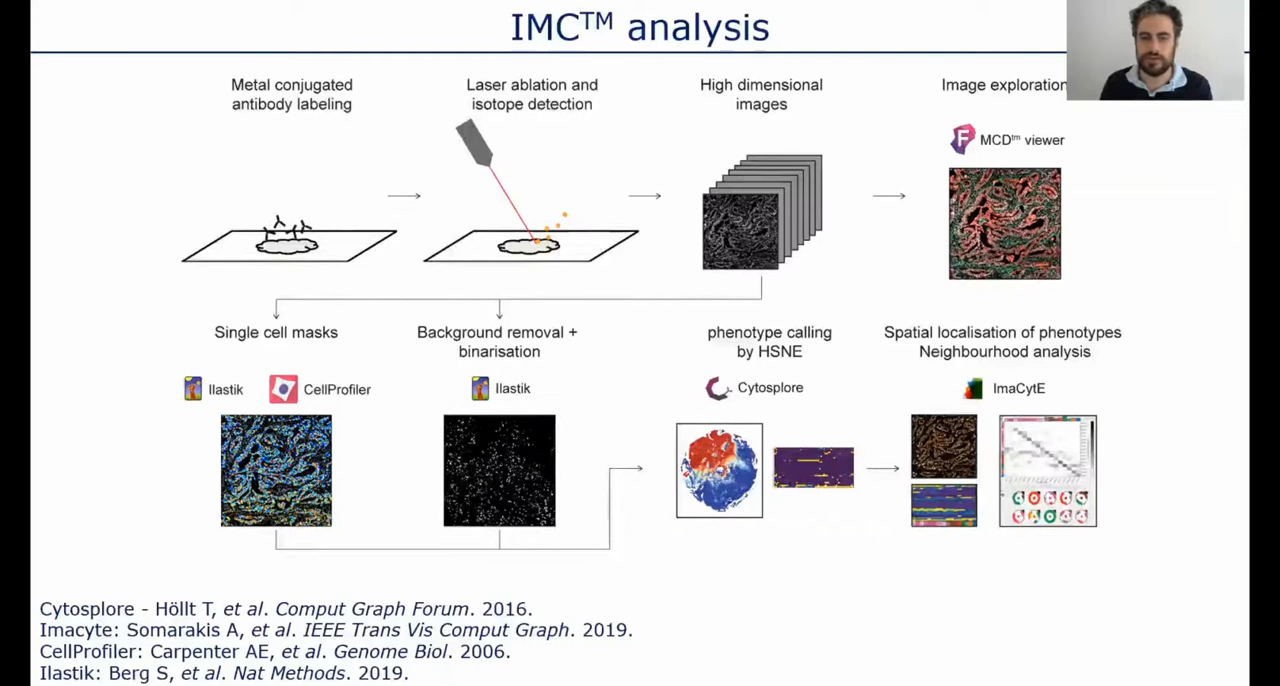 IMC™ analysis
Metal conjugated
antibody labeling
Laser ablation and
isotope detection
High dimensional
images
Image exploration
F
MCDtm viewer
Single cell masks
Background removal +
binarisation
phenotype calling
by HSNE
Spatial localisation of phenotypes
Neighbourhood analysis
Ilastik
CellProfiler
Ilastik
Cytosplore
ImaCytE
Cytosplore - Höllt T, et al. Comput Graph Forum. 2016.
Imacyte: Somarakis A, et al. IEEE Trans Vis Comput Graph. 2019.
CellProfiler: Carpenter AE, et al. Genome Biol. 2006.
Ilastik: Berg S, et al. Nat Methods. 2019.